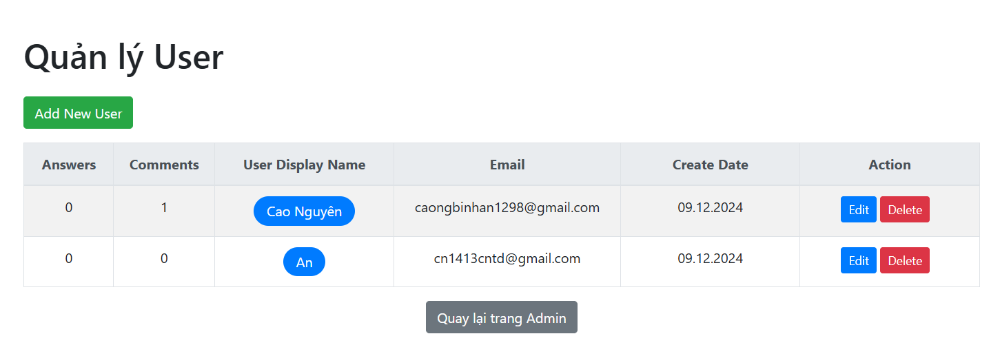 Quản lý User
Add New User
Answers Comments User Display Name Email Create Date Action
0 1 Cao Nguyên caongbinhan1298@gmail.com 09.12.2024 Edit Delete
0 0 An cn1413cntd@gmail.com 09.12.2024 Edit Delete
Quay lại trang Admin